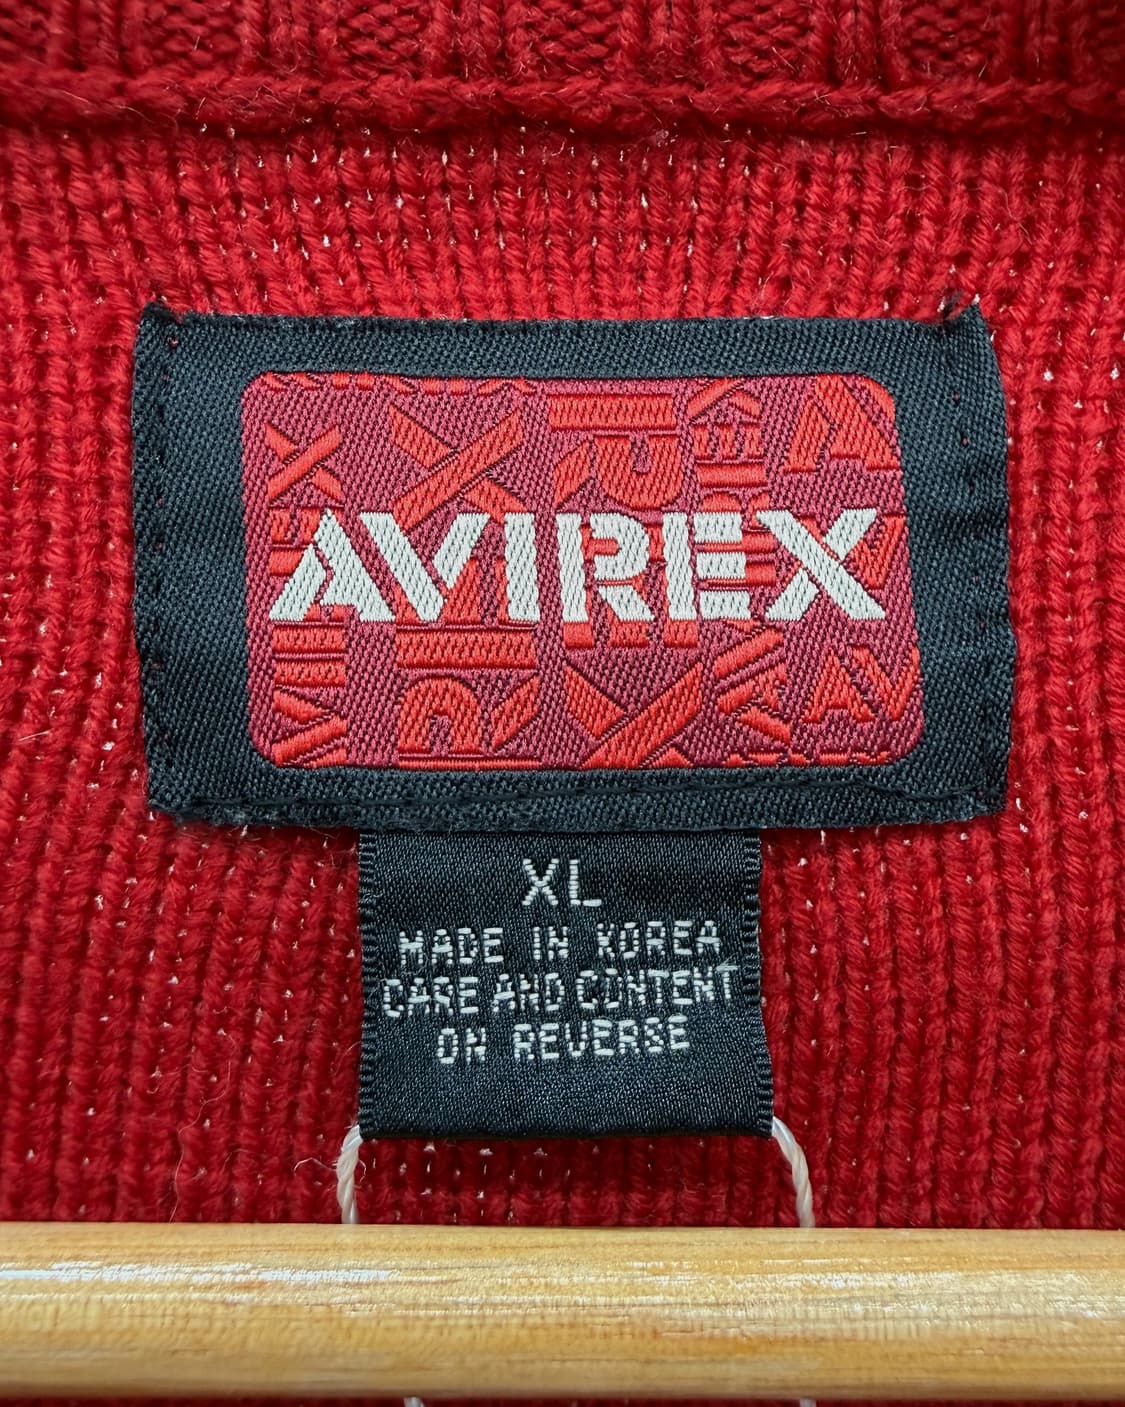 AVIREX
XL
MADE IN KOREA
CARE AND CONTENT
ON REVERSE